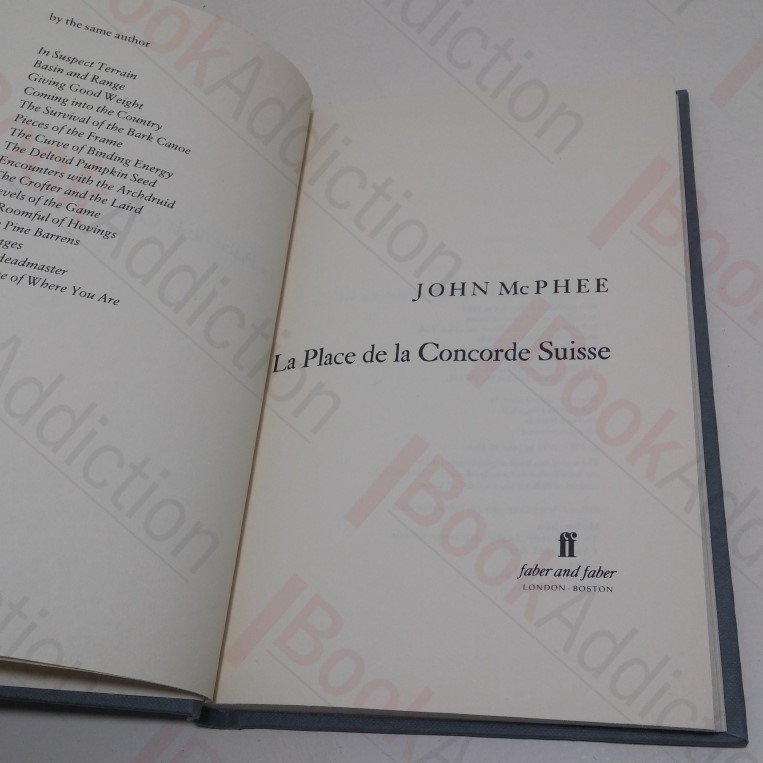 by the same author
In Suspect Terrain
Basin and Range
Giving Good Weight
Coming into the Country
The Survival of the Bark Canoe
Pieces of the Frame
The Curve of Binding Energy
The Deltoid Pumpkin Seed
Encounters with the Archdruid
The Crofter and the Laird
evels of the Game
Roomful of Hovings
Pine Barrens
ages
Headmaster
e of Where You Are
JOHN McPHEE
La Place de la Concorde Suisse
ff
faber and faber
LONDON · BOSTON
BookAddiction